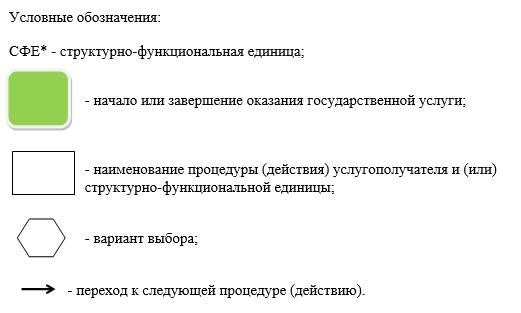 Условные обозначения:
СФЕ* - структурно-функциональная единица;
- начало или завершение оказания государственной услуги;
- наименование процедуры (действия) услугополучателя и (или)
структурно-функциональной единицы;
- вариант выбора;
- переход к следующей процедуре (действию).